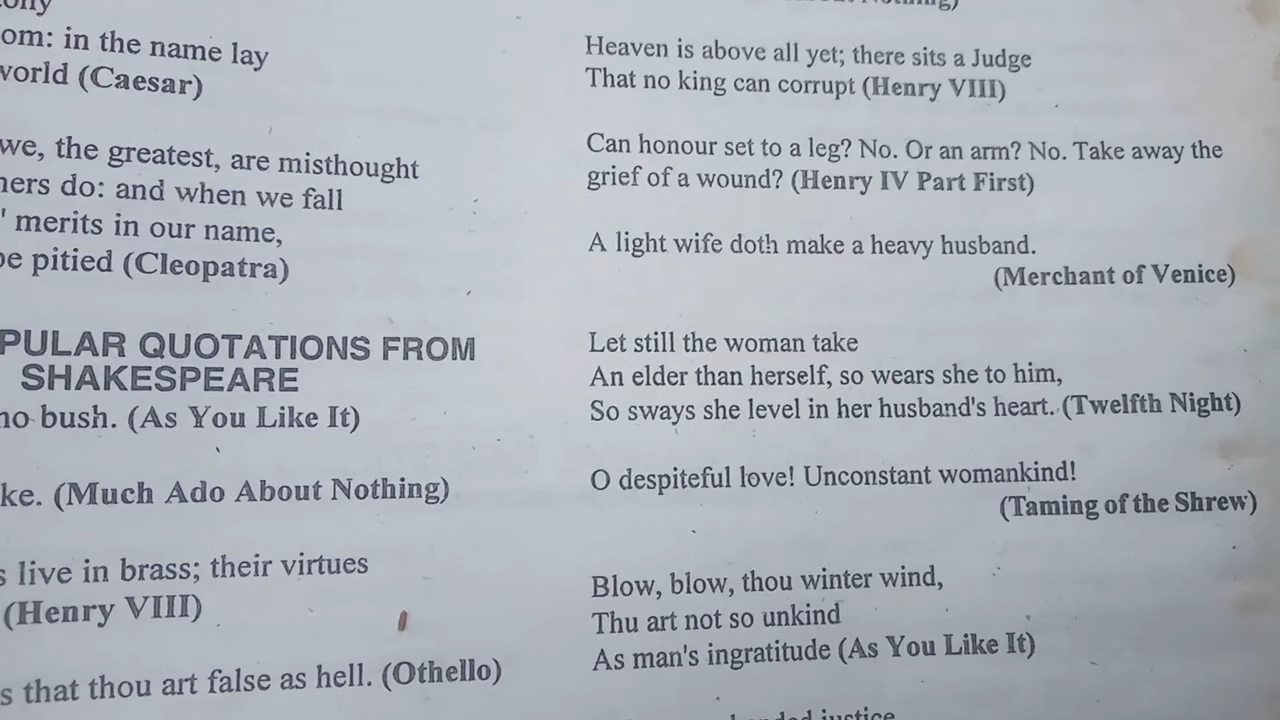 om: in the name lay
world (Caesar)
we, the greatest, are misthought
hers do: and when we fall
' merits in our name,
be pitied (Cleopatra)
PULAR QUOTATIONS FROM
SHAKESPEARE
no bush. (As You Like It)
ke. (Much Ado About Nothing)
s live in brass; their virtues
(Henry VIII)
s that thou art false as hell. (Othello)
Heaven is above all yet; there sits a Judge
That no king can corrupt (Henry VIII)
Can honour set to a leg? No. Or an arm? No. Take away the
grief of a wound? (Henry IV Part First)
A light wife doth make a heavy husband.
(Merchant of Venice)
Let still the woman take
An elder than herself, so wears she to him,
So sways she level in her husband's heart. (Twelfth Night)
O despiteful love! Unconstant womankind!
(Taming of the Shrew)
Blow, blow, thou winter wind,
Thu art not so unkind
As man's ingratitude (As You Like It)
justice